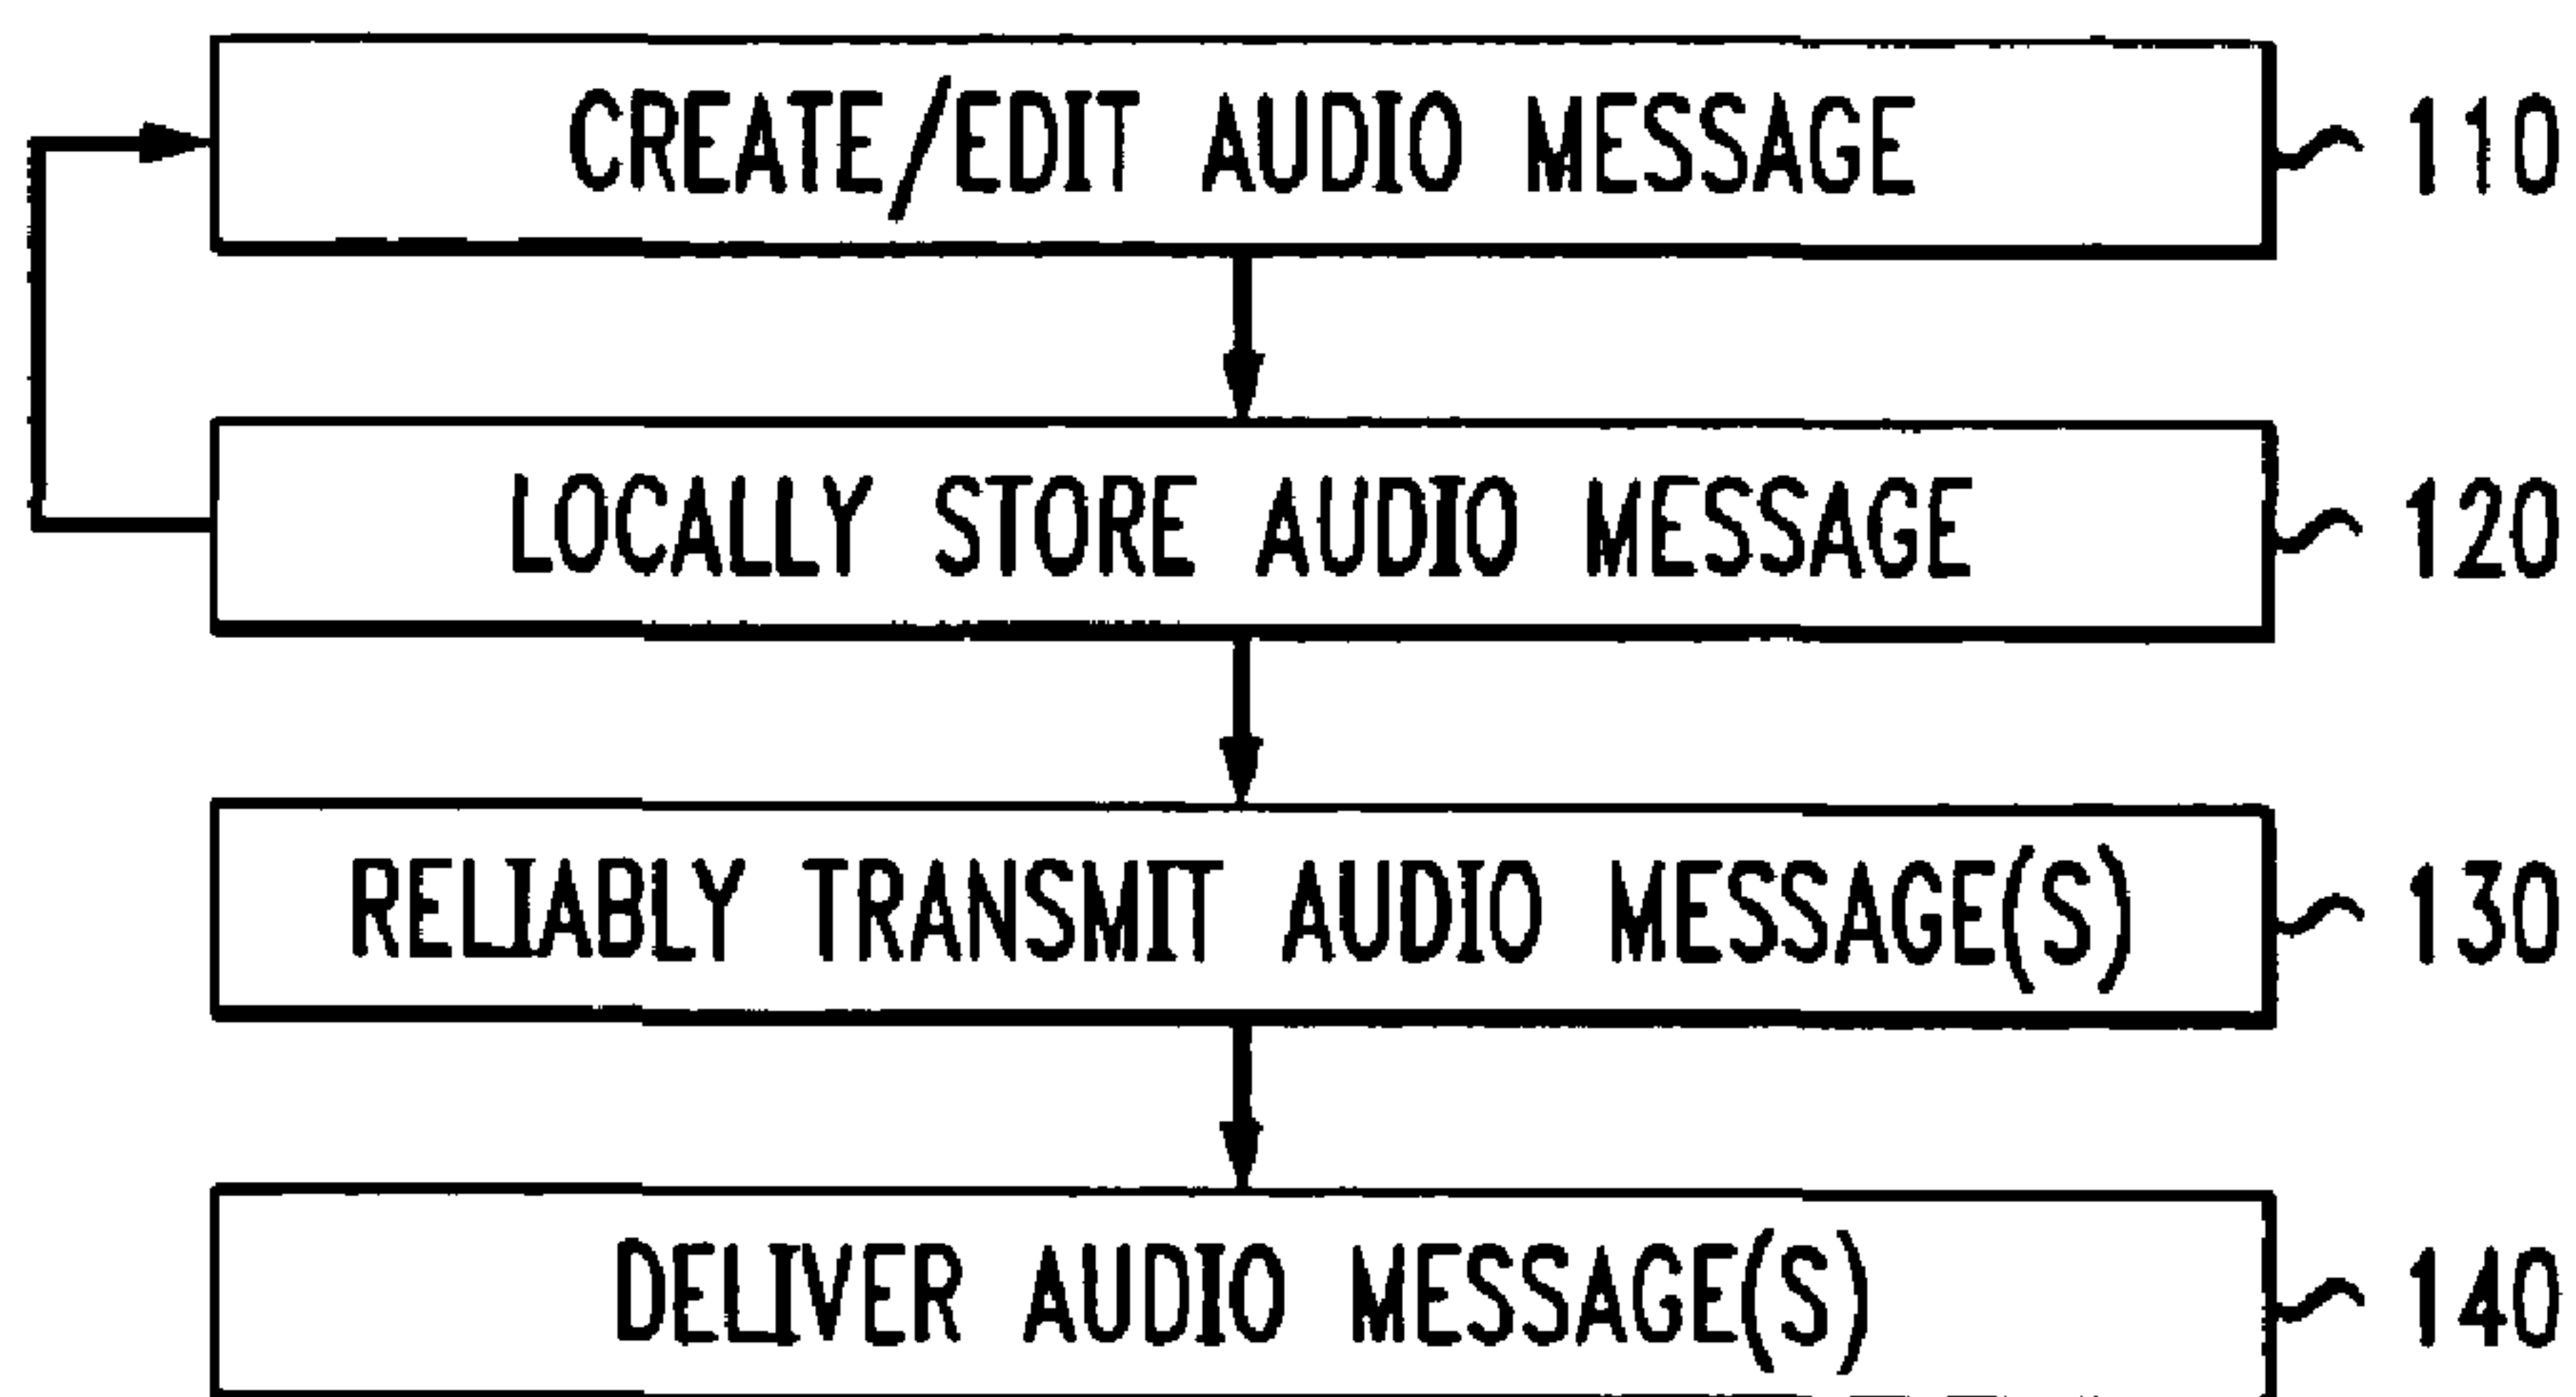 CREATE/EDIT AUDIO MESSAGE 110
LOCALLY STORE AUDIO MESSAGE 120
RELIABLY TRANSMIT AUDIO MESSAGE(S) 130
DELIVER AUDIO MESSAGE(S) 140